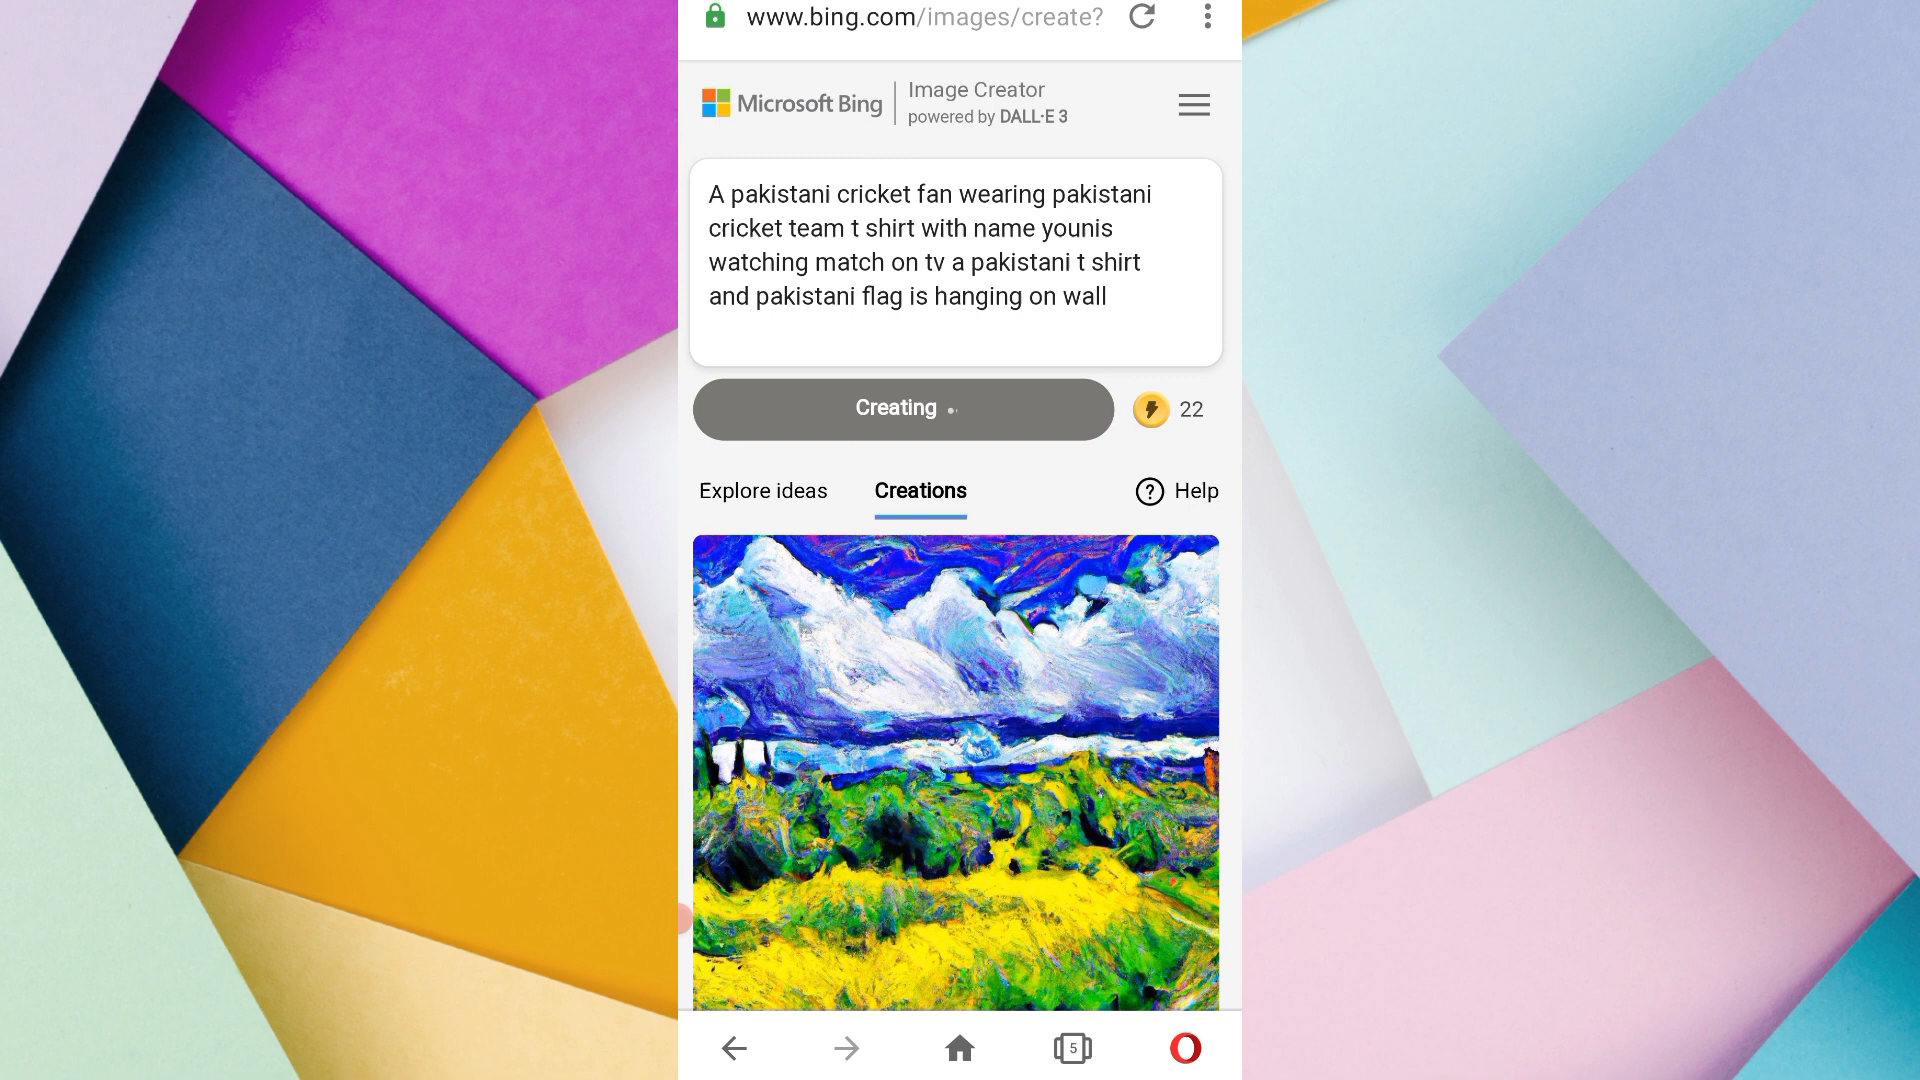 www.bing.com/images/create?
Microsoft Bing
Image Creator
powered by DALL·E 3
A pakistani cricket fan wearing pakistani
cricket team t shirt with name younis
watching match on tv a pakistani t shirt
and pakistani flag is hanging on wall
Creating
22
Explore ideas
Creations
? Help
5